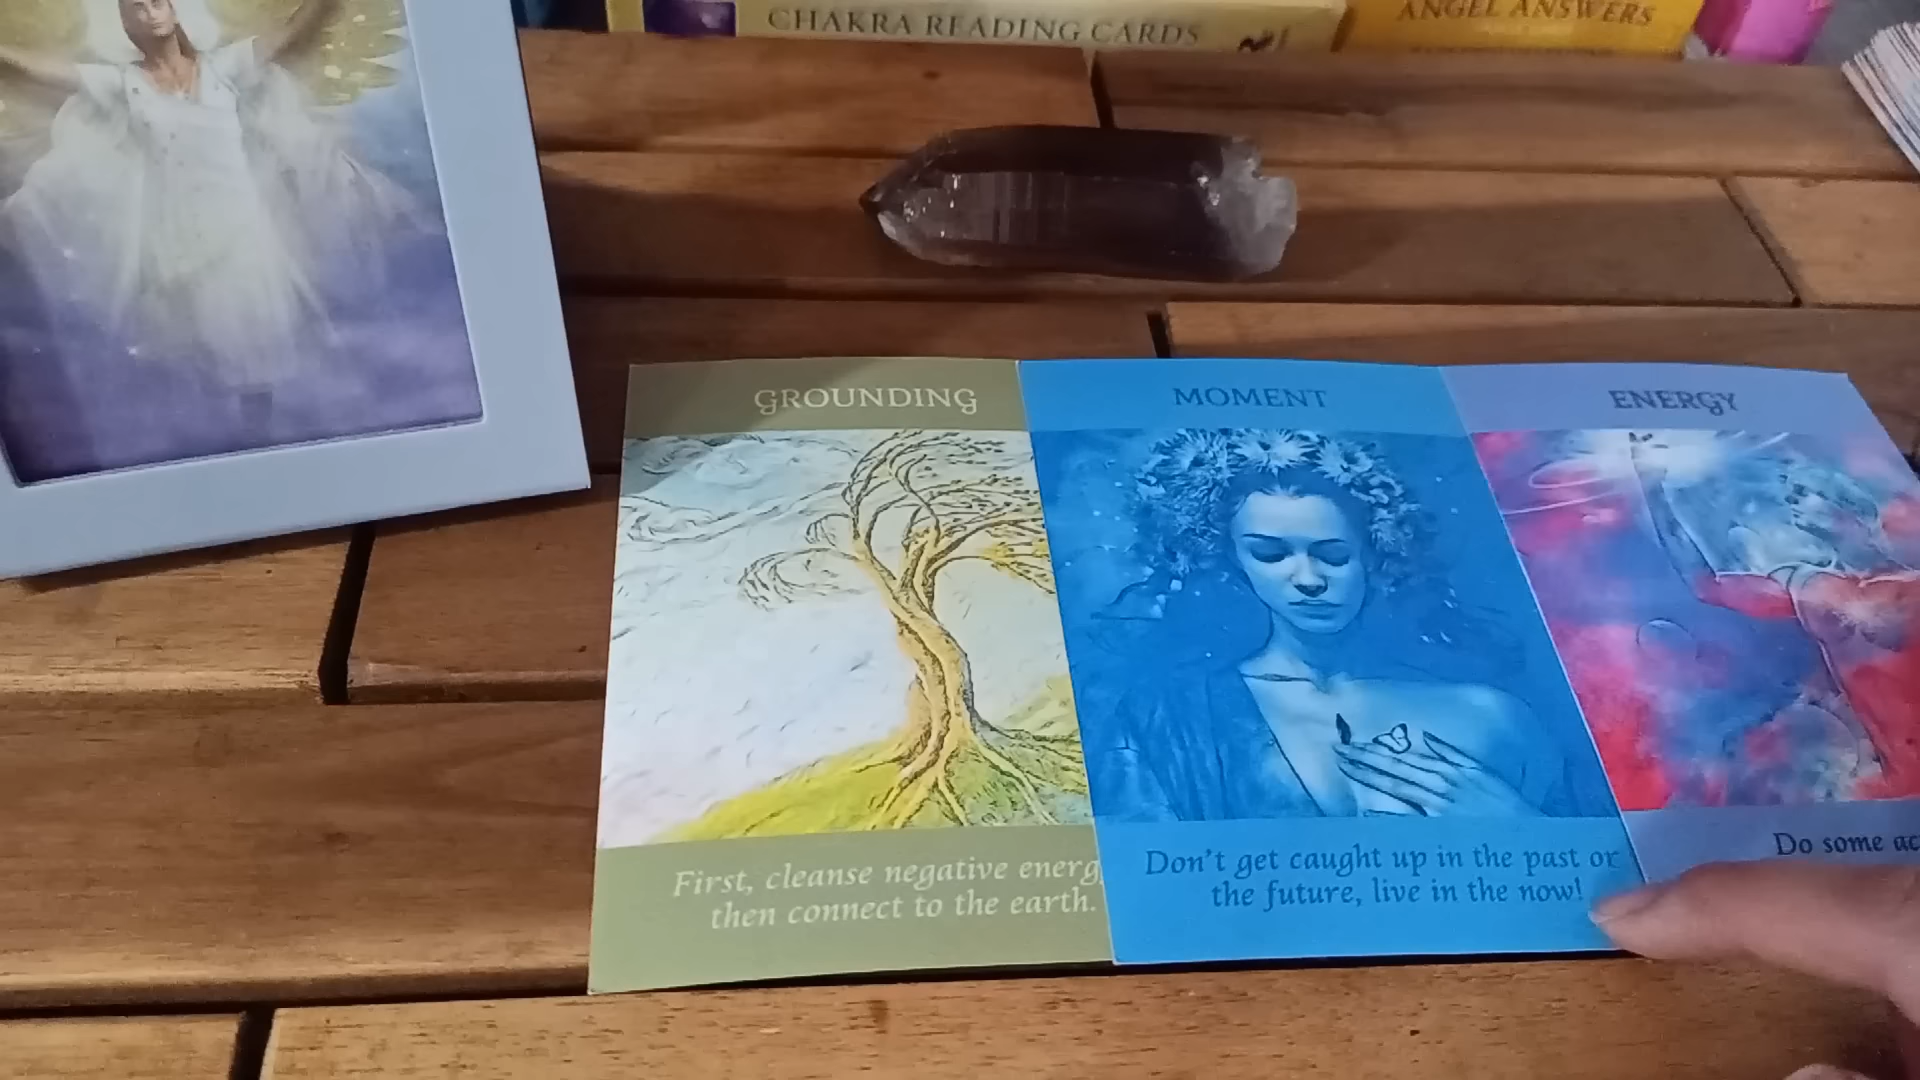 CHAKRA READING CARDS
ANGEL ANSWERS
GROUNDING
First, cleanse negative energ
then connect to the earth.
MOMENT
Don't get caught up in the past or
the future, live in the now!
ENERGY
Do some ac